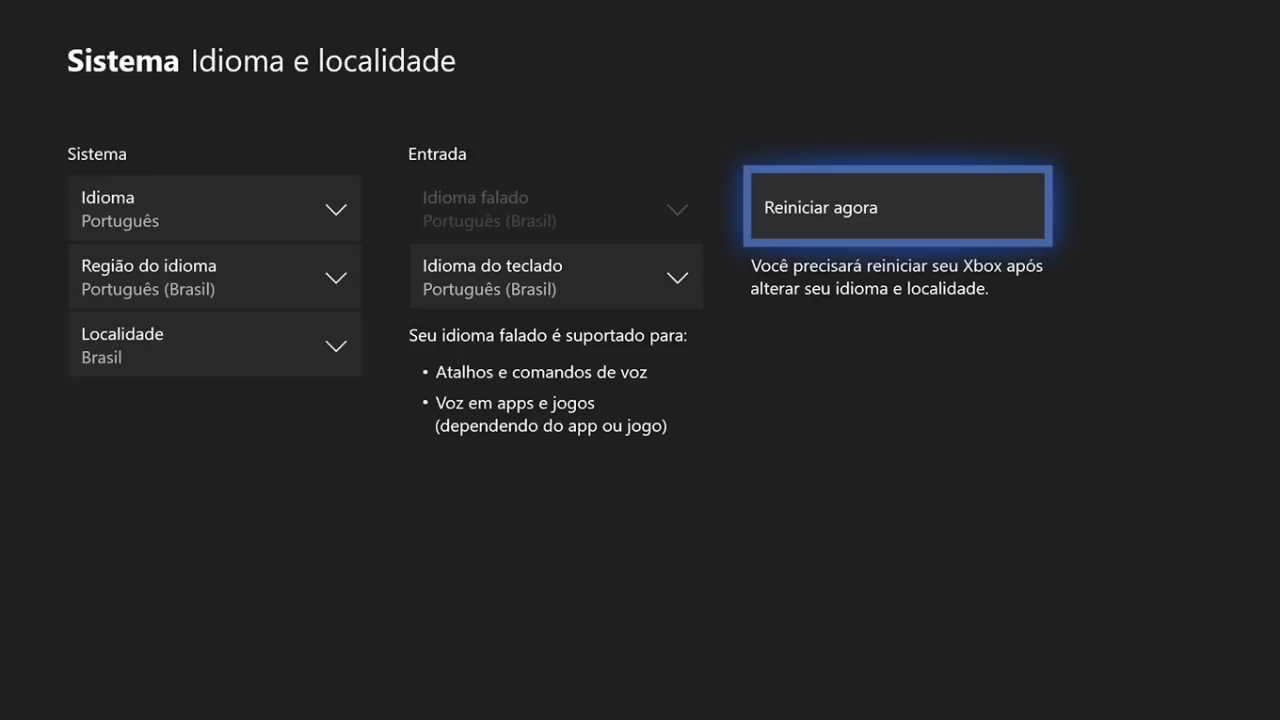 Sistema Idioma e localidade
Sistema
Idioma
Português
Região do idioma
Português (Brasil)
Localidade
Brasil
Entrada
Idioma falado
Português (Brasil)
Idioma do teclado
Português (Brasil)
Seu idioma falado é suportado para:
• Atalhos e comandos de voz
• Voz em apps e jogos
(dependendo do app ou jogo)
Reiniciar agora
Você precisará reiniciar seu Xbox após
alterar seu idioma e localidade.